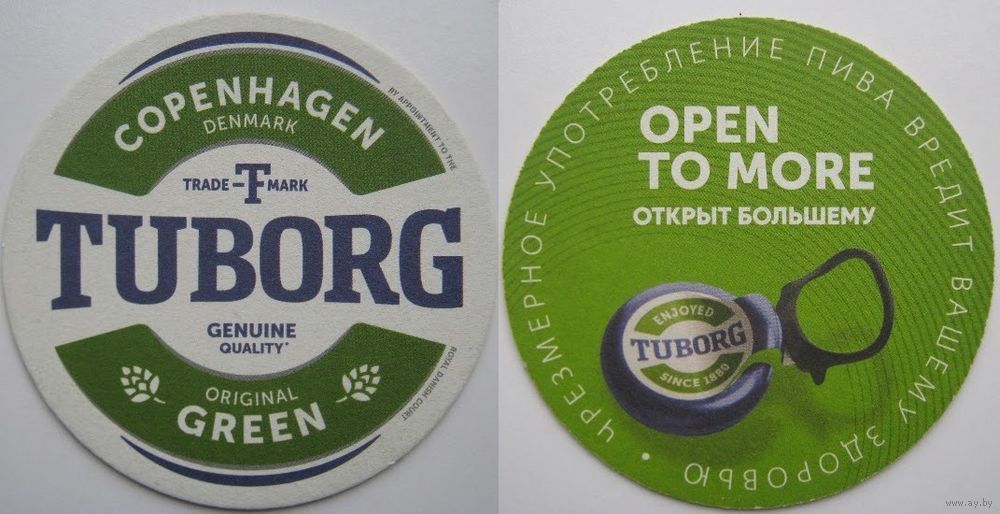 COPENHAGEN
DENMARK
BY APPOINTMENT TO THE
TRADE TF MARK
TUBORG
GENUINE
QUALITY*
ORIGINAL
GREEN
ROYAL DANISH COURT
ЧРЕЗМЕРНОЕ УПОТРЕБЛЕНИЕ ПИВА ВРЕДИТ ВАШЕМУ ЗДОРОВЬЮ •
OPEN
TO MORE
ОТКРЫТ БОЛЬШЕМУ
ENJOYED
TUBORG
SINCE 1880
www.ay.by